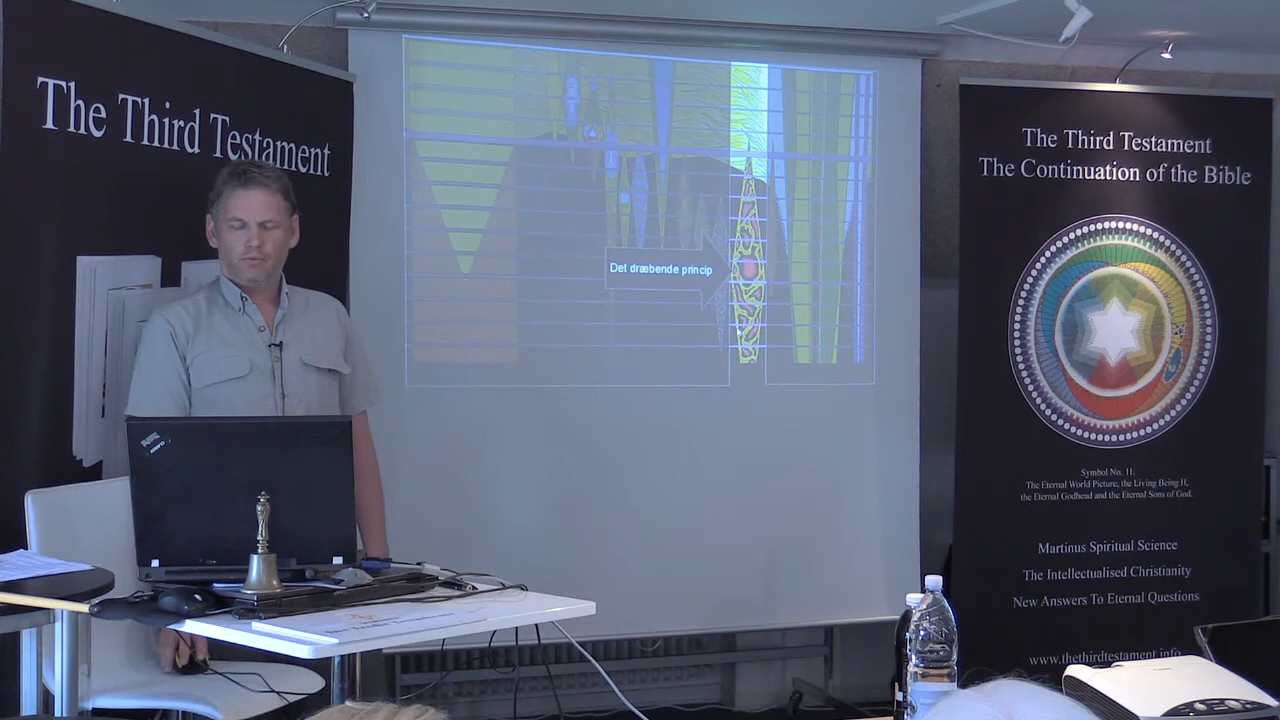 The Third Testament
Det dræbende princip
The Third Testament
The Continuation of the Bible
Symbol No. 11.
The Eternal World Picture, the Living Being II,
the Eternal Godhead and the Eternal Sons of God.
Martinus Spiritual Science
The Intellectualised Christianity
New Answers To Eternal Questions
www.thethirdtestament.info